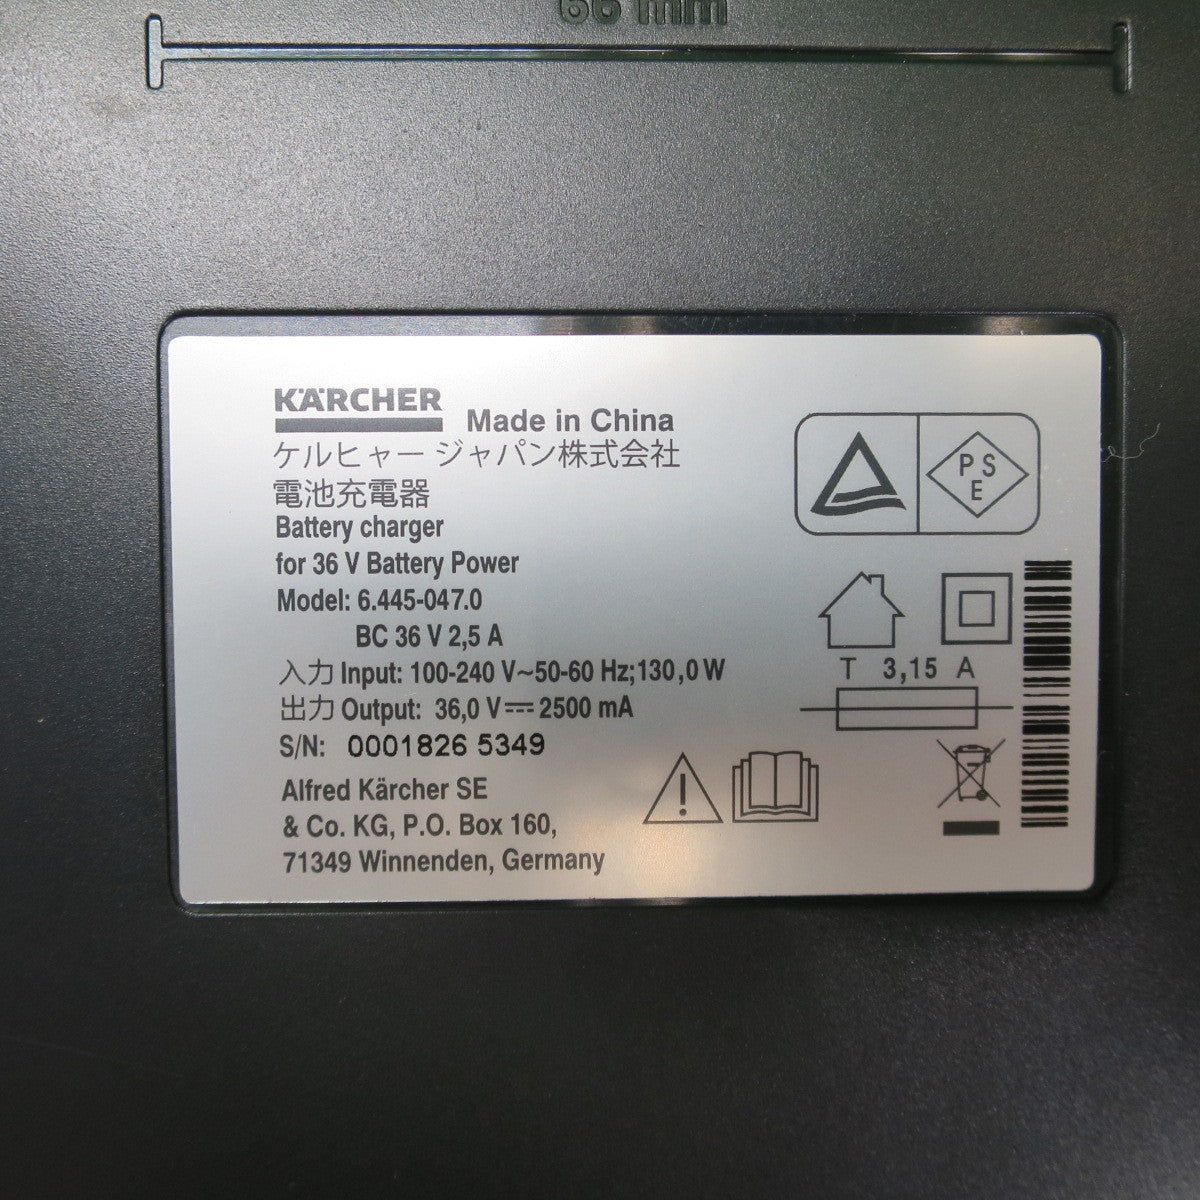 66 mm
KÄRCHER Made in China
ケルヒャー ジャパン株式会社
電池充電器
Battery charger
for 36 V Battery Power
Model: 6.445-047.0
BC 36 V 2,5 A
入力 Input: 100-240 V~50-60 Hz;130,0 W
出力 Output: 36,0 V⎓2500 mA
S/N: 0001826 5349
Alfred Kärcher SE
& Co. KG, P.O. Box 160,
71349 Winnenden, Germany
PS
E
T 3,15 A